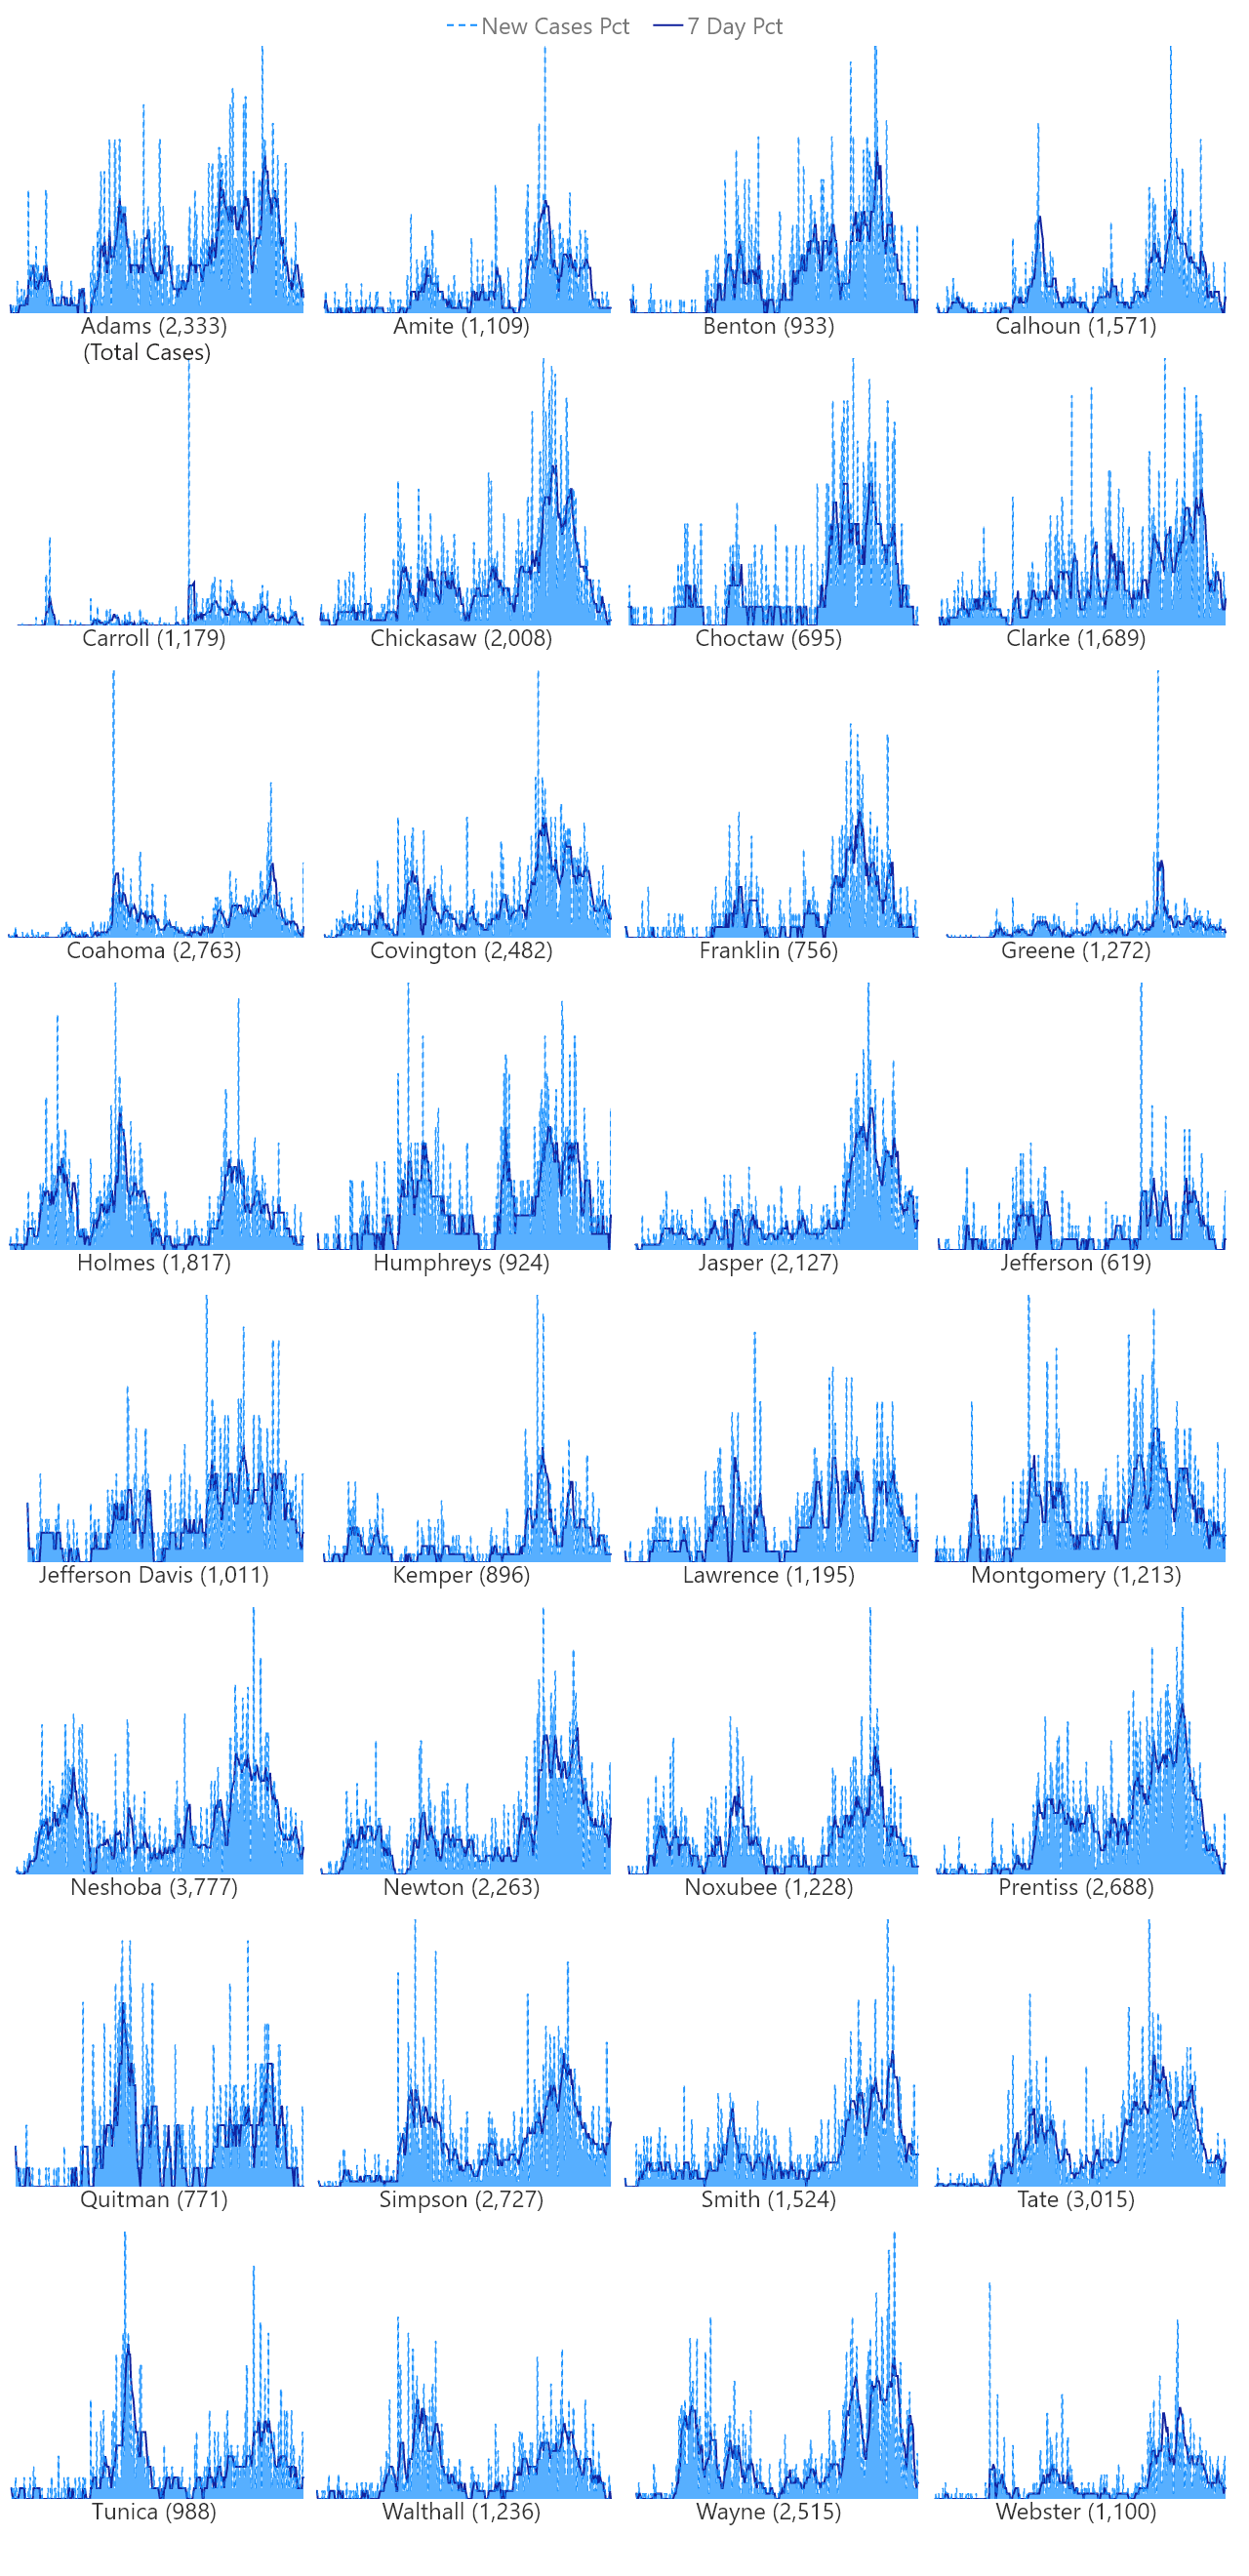 New Cases Pct 7 Day Pct
Adams (2,333) Amite (1,109) Benton (933) Calhoun (1,571)
(Total Cases)
Carroll (1,179) Chickasaw (2,008) Choctaw (695) Clarke (1,689)
Coahoma (2,763) Covington (2,482) Franklin (756) Greene (1,272)
Holmes (1,817) Humphreys (924) Jasper (2,127) Jefferson (619)
Jefferson Davis (1,011) Kemper (896) Lawrence (1,195) Montgomery (1,213)
Neshoba (3,777) Newton (2,263) Noxubee (1,228) Prentiss (2,688)
Quitman (771) Simpson (2,727) Smith (1,524) Tate (3,015)
Tunica (988) Walthall (1,236) Wayne (2,515) Webster (1,100)